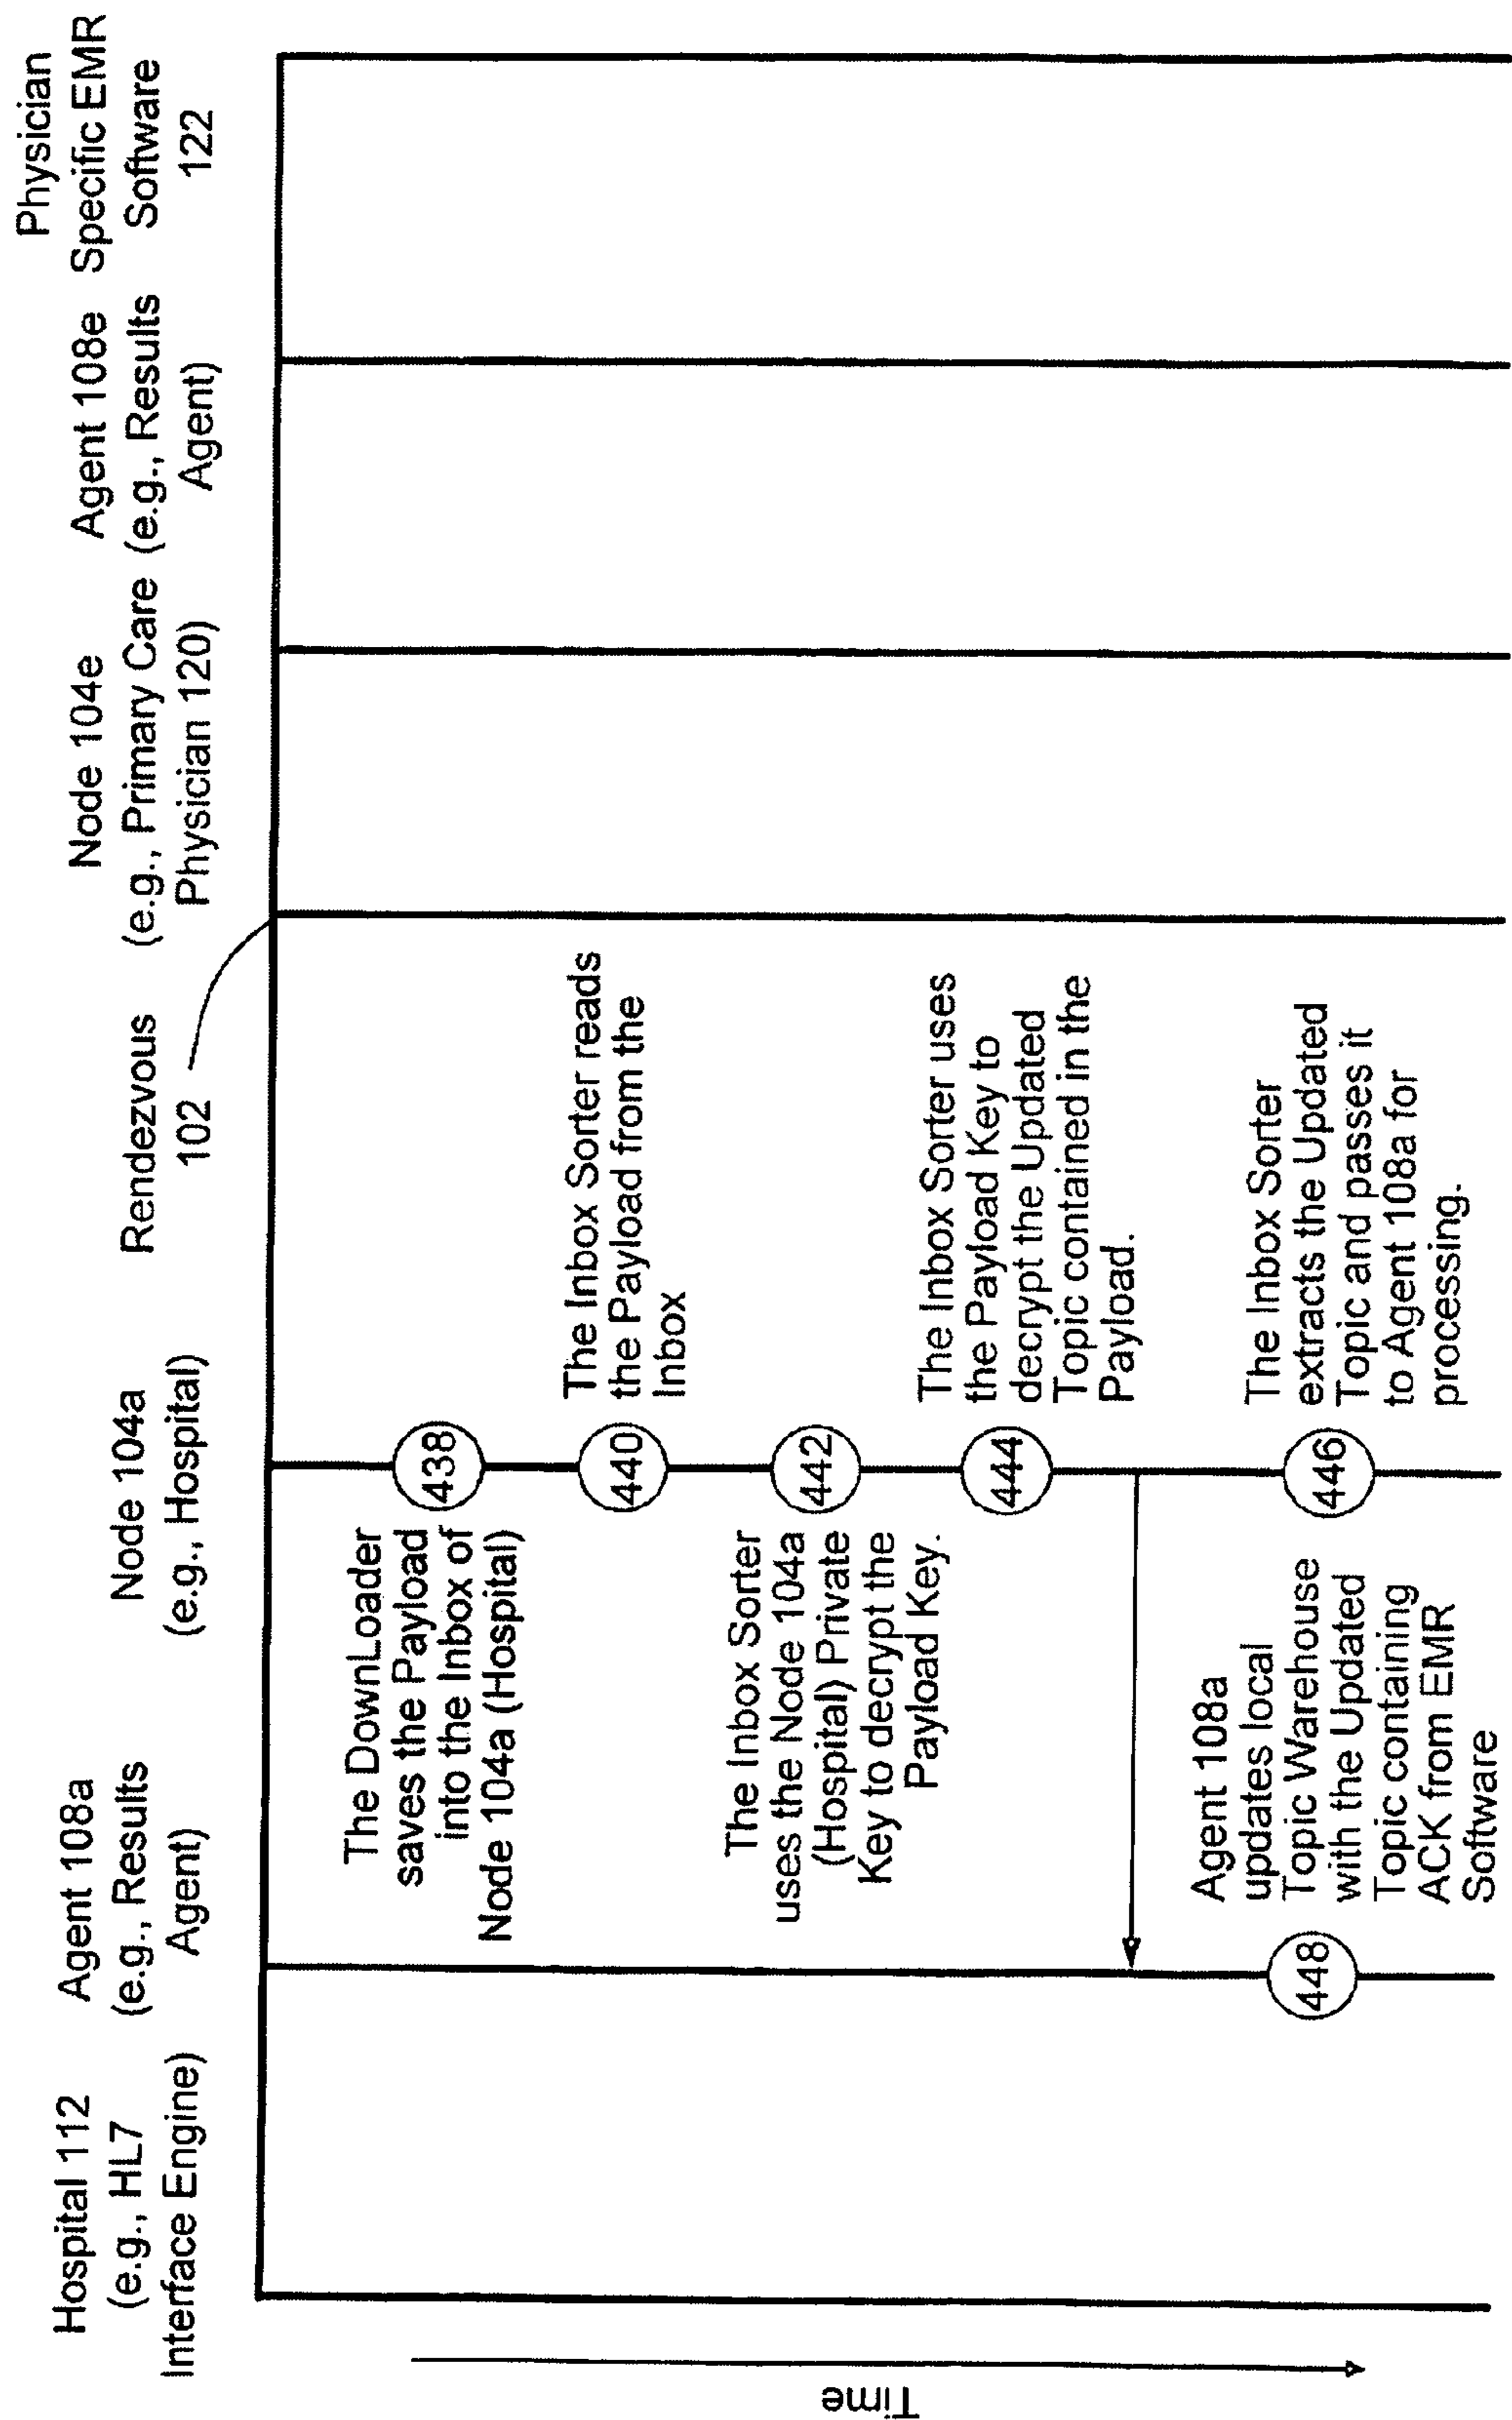 Hospital 112
(e.g., HL7
Interface Engine)
Agent 108a
(e.g., Results
Agent)
Node 104a
(e.g., Hospital)
Rendezvous
102
Node 104e
(e.g., Primary Care
Physician 120)
Agent 108e
(e.g., Results
Agent)
Physician
Specific EMR
Software
122
Time
The DownLoader
saves the Payload
into the Inbox of
Node 104a (Hospital)
438
440
The Inbox Sorter reads
the Payload from the
Inbox
The Inbox Sorter
uses the Node 104a
(Hospital) Private
Key to decrypt the
Payload Key.
442
444
The Inbox Sorter uses
the Payload Key to
decrypt the Updated
Topic contained in the
Payload.
446
The Inbox Sorter
extracts the Updated
Topic and passes it
to Agent 108a for
processing.
448
Agent 108a
updates local
Topic Warehouse
with the Updated
Topic containing
ACK from EMR
Software